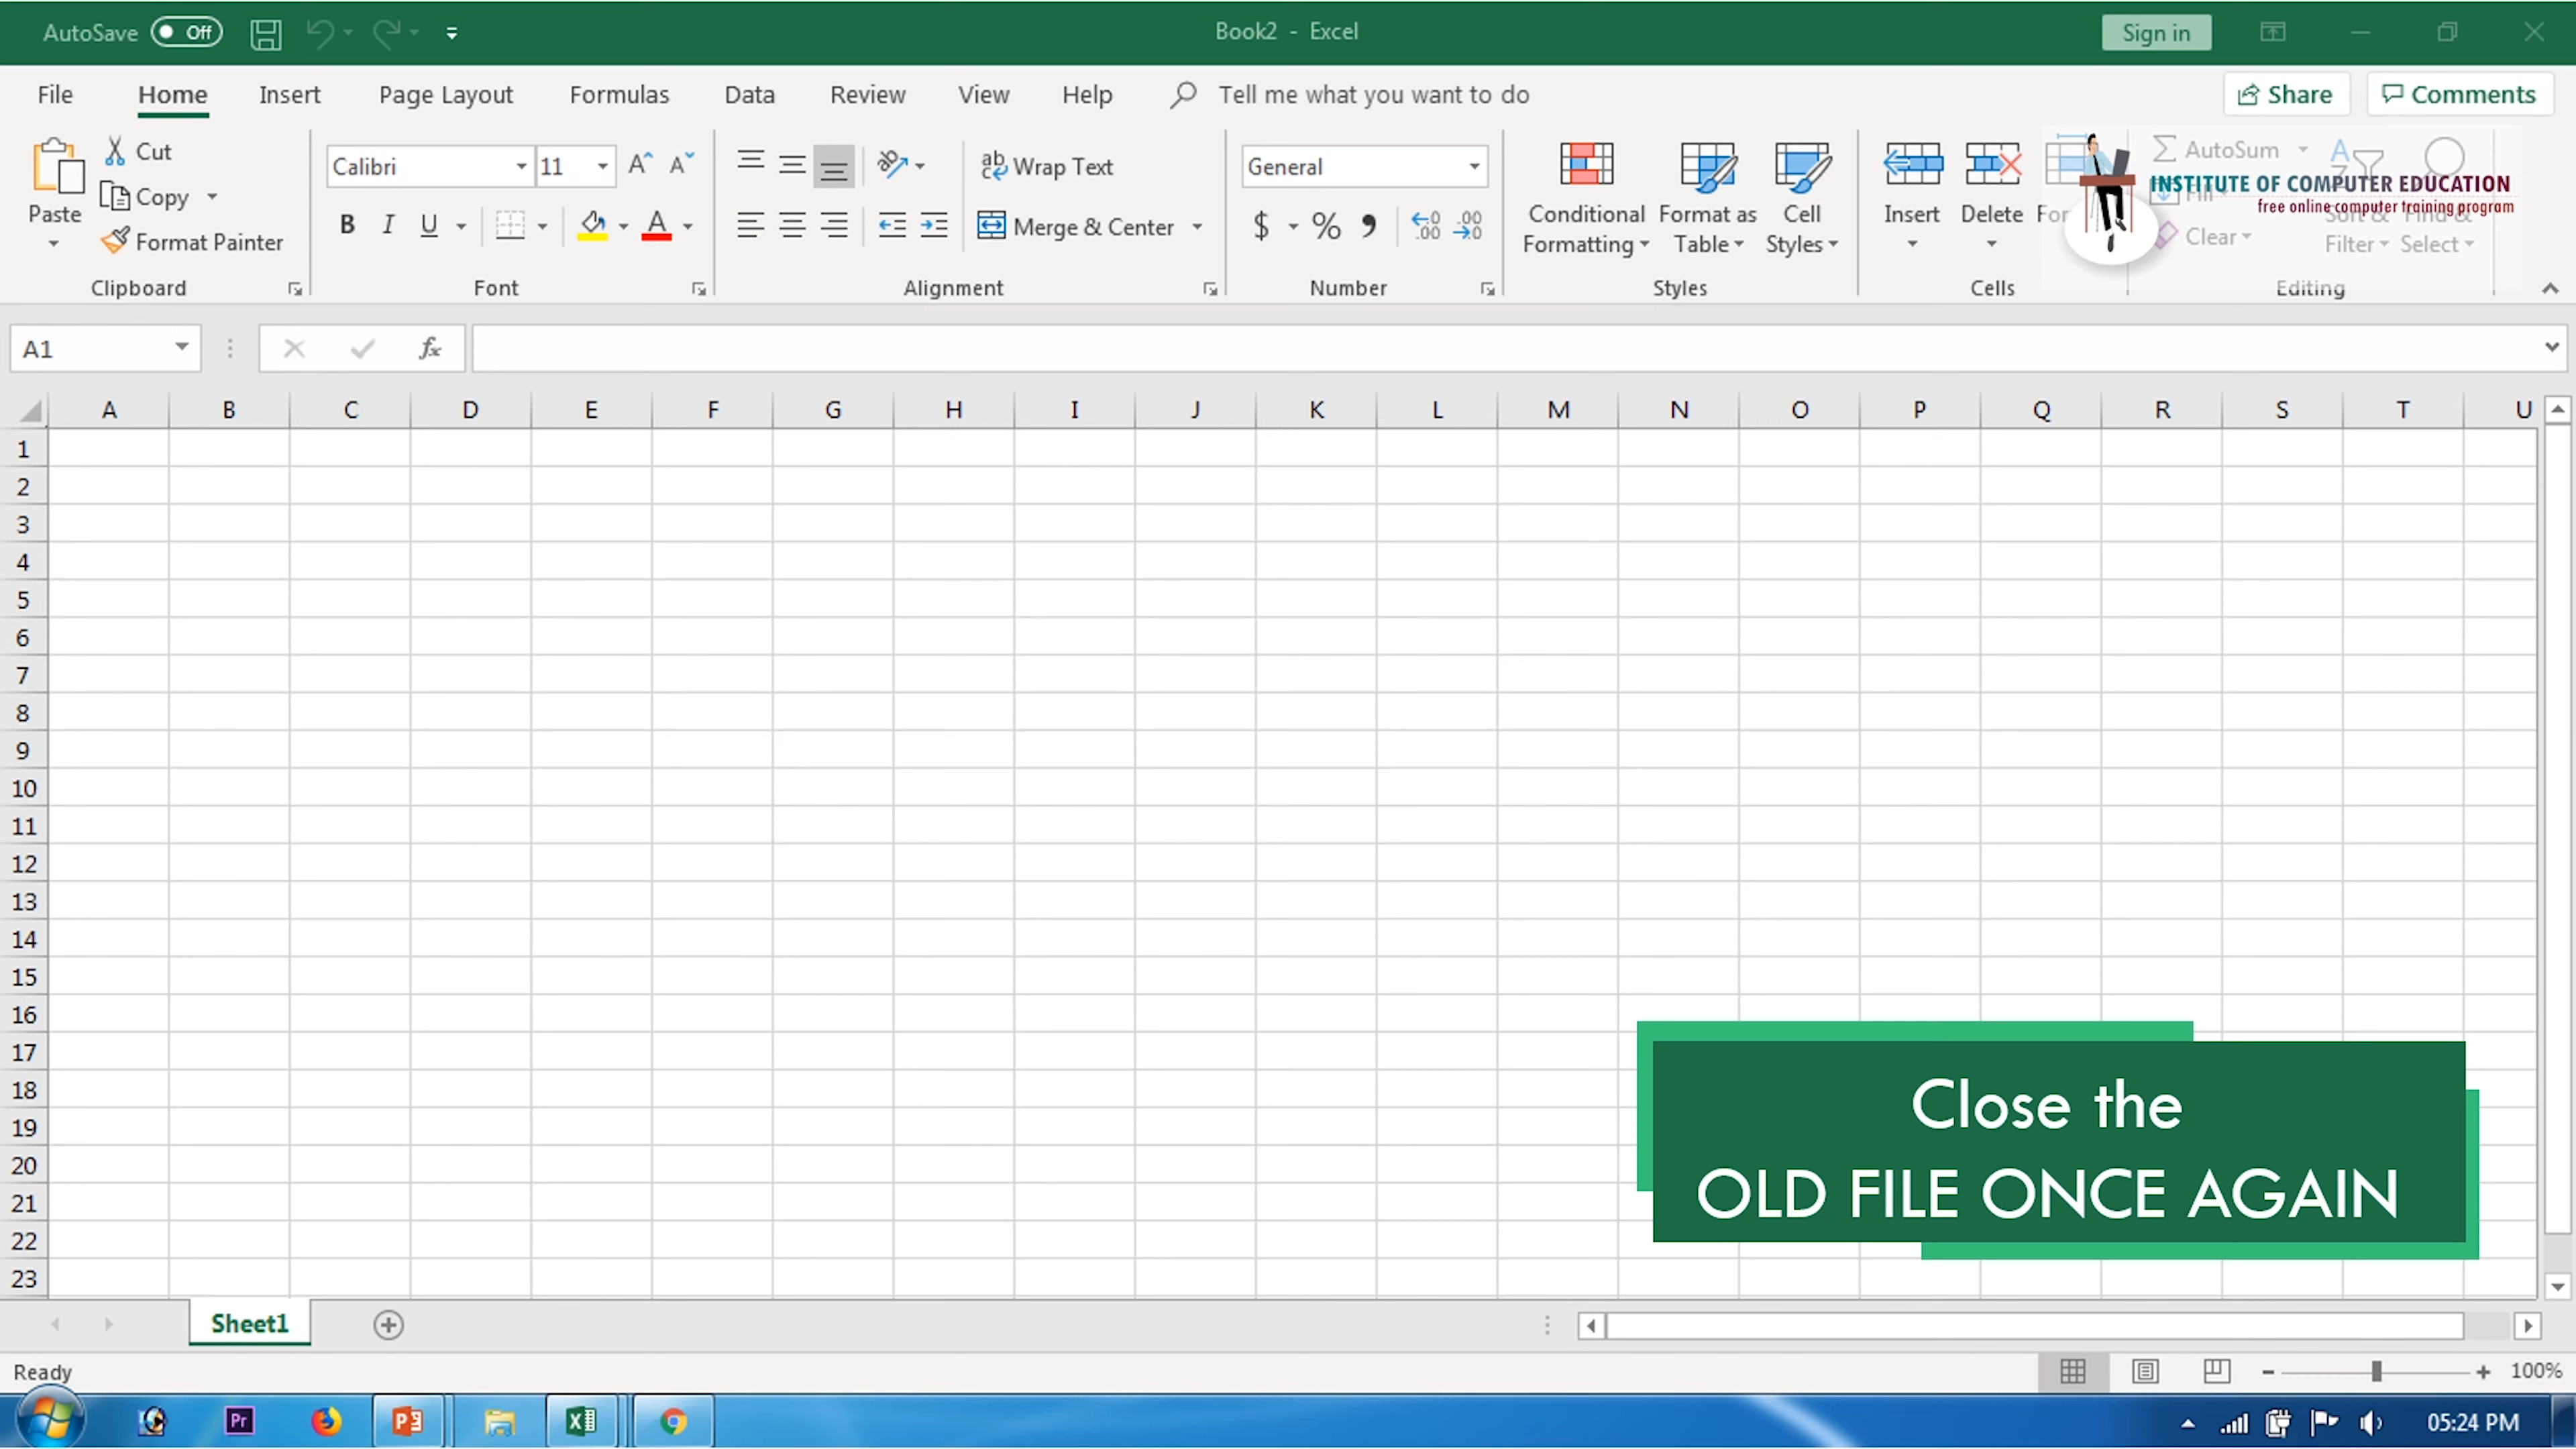 AutoSave Off
Book2 - Excel
Sign in
File Home Insert Page Layout Formulas Data Review View Help Tell me what you want to do Share Comments
Paste
Cut
Copy
Format Painter
Clipboard
Calibri 11
B I U
Font
Wrap Text
Merge & Center
Alignment
General
$ % ,
Number
Conditional Formatting
Format as Table
Cell Styles
Styles
Insert Delete
Cells
AutoSum
Fill
Clear
Sort & Filter
Find & Select
Editing
INSTITUTE OF COMPUTER EDUCATION
free online computer training program
A1 fx
A B C D E F G H I J K L M N O P Q R S T U
1
2
3
4
5
6
7
8
9
10
11
12
13
14
15
16
17
18
19
20
21
22
23
Close the
OLD FILE ONCE AGAIN
Sheet1
Ready
100%
Pr
05:24 PM